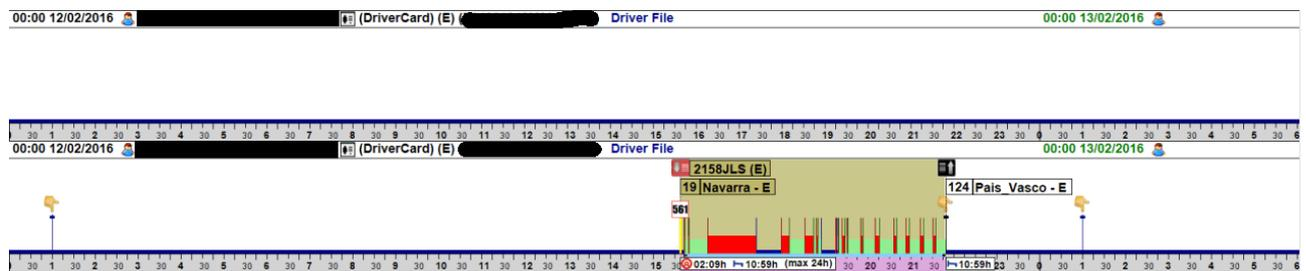 00:00 12/02/2016 (DriverCard) (E) ( Driver File 00:00 13/02/2016
30 1 30 2 30 3 30 4 30 5 30 6 30 7 30 8 30 9 30 10 30 11 30 12 30 13 30 14 30 15 30 16 30 17 30 18 30 19 30 20 30 21 30 22 30 23 30 0 30 1 30 2 30 3 30 4 30 5 30 6
00:00 12/02/2016 (DriverCard) (E) Driver File 00:00 13/02/2016
2158JLS (E)
19 Navarra - E 124 Pais_Vasco - E
561
30 1 30 2 30 3 30 4 30 5 30 6 30 7 30 8 30 9 30 10 30 11 30 12 30 13 30 14 30 15 02:09h 10:59h (max 24h) 30 19 30 20 30 21 30 10:59h 23 30 0 30 1 30 2 30 3 30 4 30 5 30 6